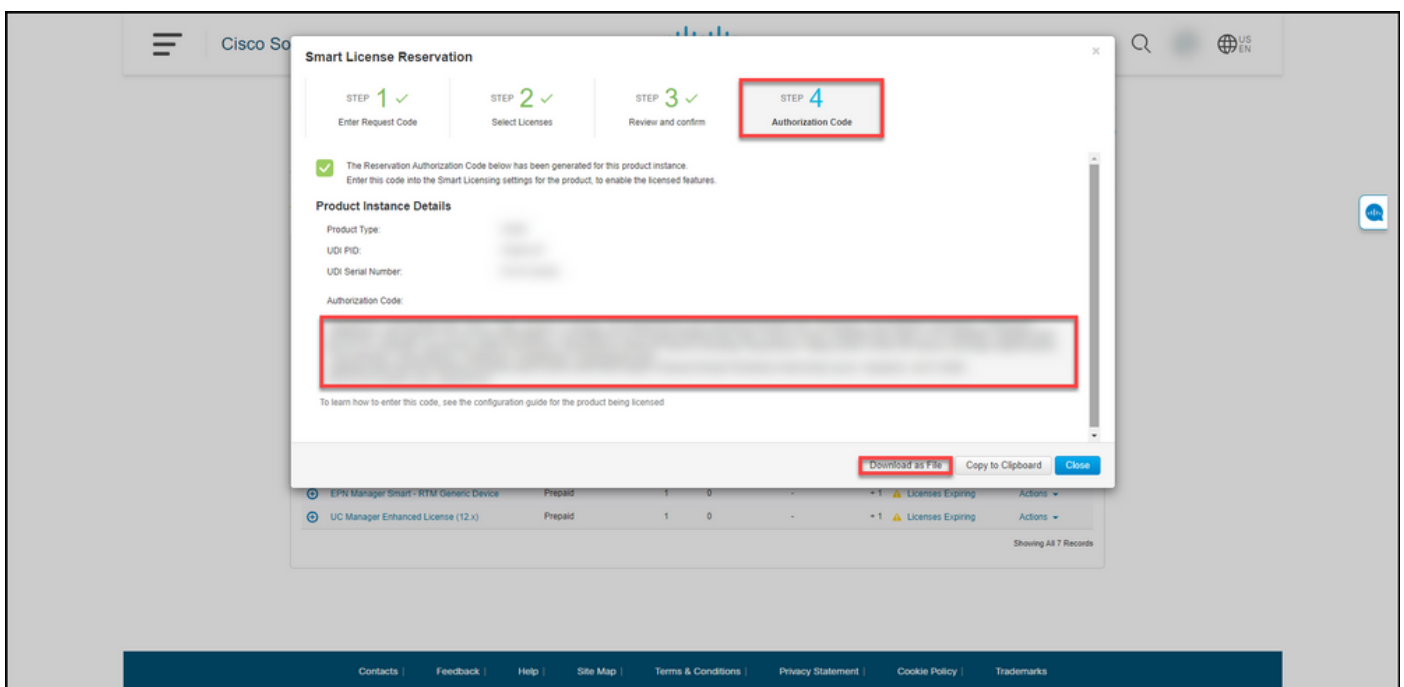 Cisco So
US
EN
Smart License Reservation
×
STEP 1 ✓
Enter Request Code
STEP 2 ✓
Select Licenses
STEP 3 ✓
Review and confirm
STEP 4
Authorization Code
The Reservation Authorization Code below has been generated for this product instance.
Enter this code into the Smart Licensing settings for the product, to enable the licensed features.
Product Instance Details
Product Type:
UDI PID:
UDI Serial Number:
Authorization Code:
To learn how to enter this code, see the configuration guide for the product being licensed
Download as File Copy to Clipboard Close
EPN Manager Smart - RTM Generic Device Prepaid 1 0 - + 1 Licenses Expiring Actions
UC Manager Enhanced License (12.x) Prepaid 1 0 - + 1 Licenses Expiring Actions
Showing All 7 Records
Contacts | Feedback | Help | Site Map | Terms & Conditions | Privacy Statement | Cookie Policy | Trademarks